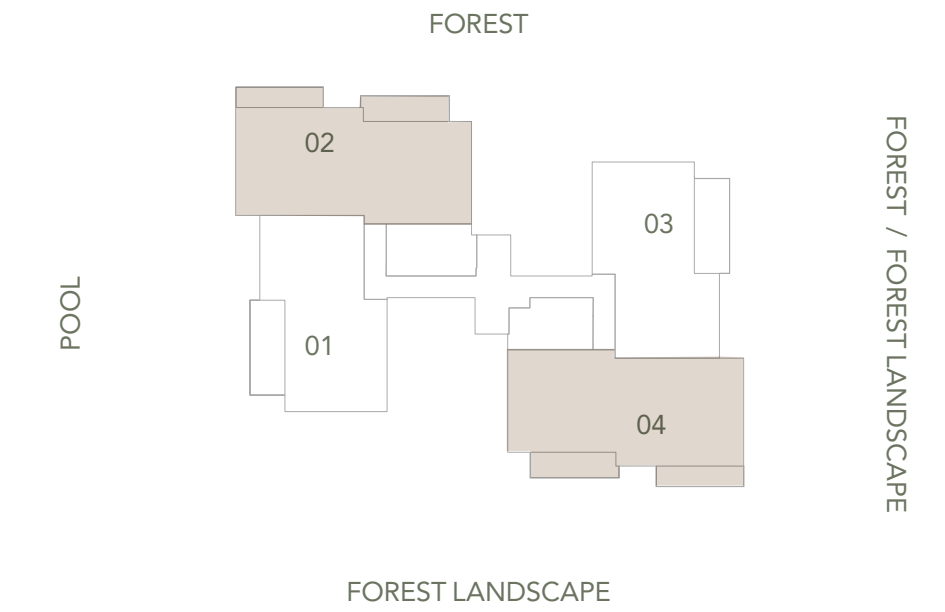 FOREST
02
03
FOREST / FOREST LANDSCAPE
POOL
01
04
FOREST LANDSCAPE